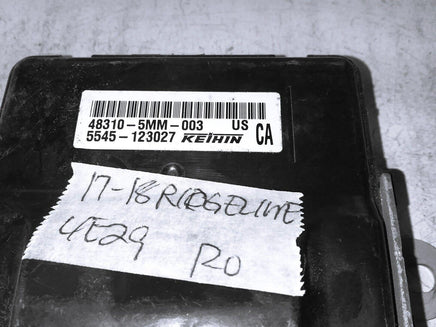 48310-5MM-003 US
5545-123027 KEIHIN CA
17-18 RIDGELINE
4E29 RO